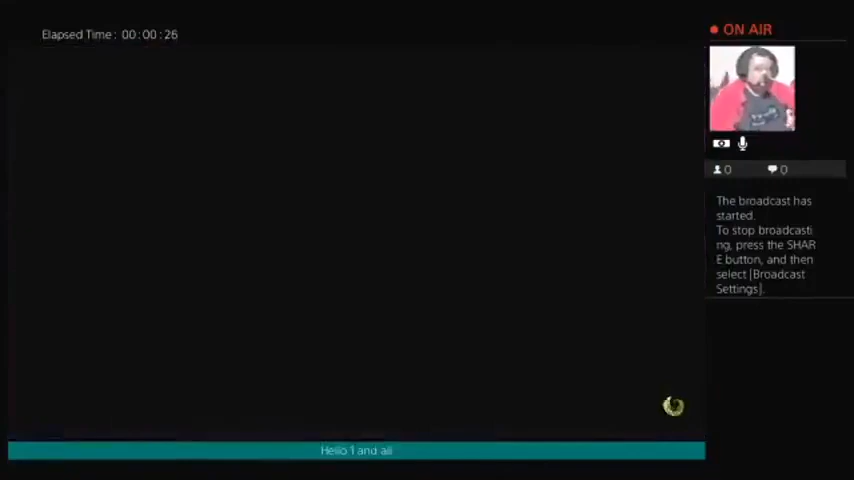 Elapsed Time: 00:00:26
ON AIR
0 0
The broadcast has
started.
To stop broadcasti
ng, press the SHAR
E button, and then
select [Broadcast
Settings].
Hello 1 and all